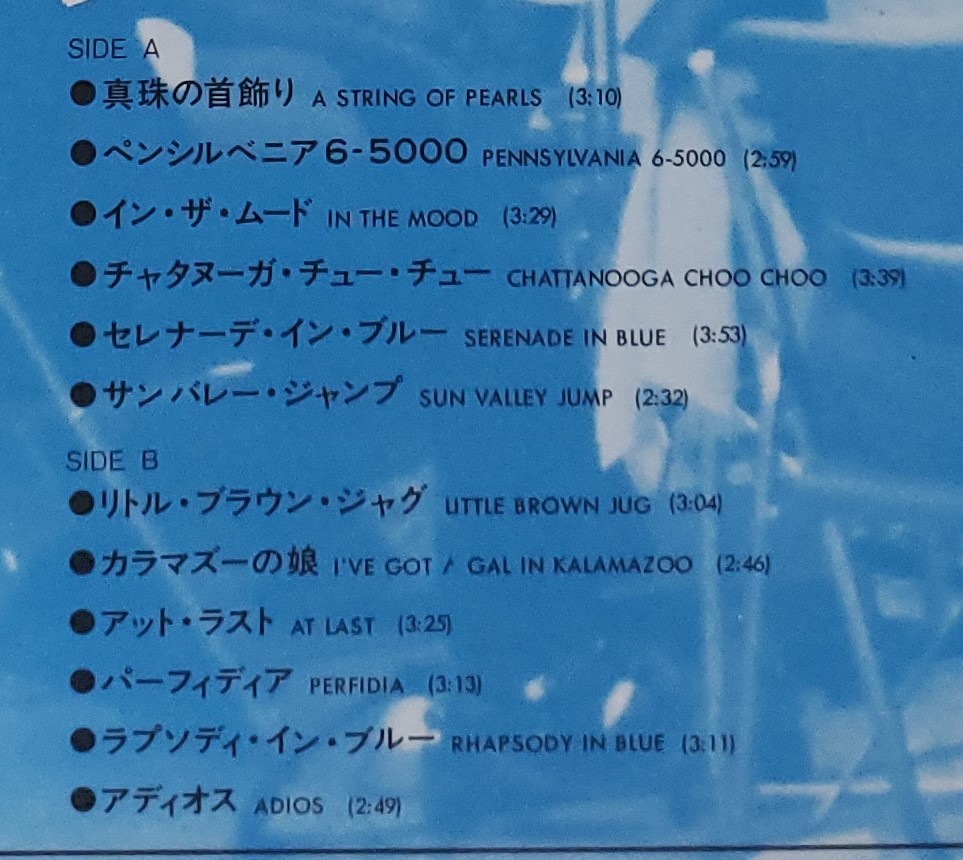 SIDE A
●真珠の首飾り A STRING OF PEARLS (3:10)
●ペンシルベニア6-5000 PENNSYLVANIA 6-5000 (2:59)
●イン・ザ・ムード IN THE MOOD (3:29)
●チャタヌーガ・チュー・チュー CHATTANOOGA CHOO CHOO (3:39)
●セレナーデ・イン・ブルー SERENADE IN BLUE (3:53)
●サンバレー・ジャンプ SUN VALLEY JUMP (2:32)
SIDE B
●リトル・ブラウン・ジャグ LITTLE BROWN JUG (3:04)
●カラマズーの娘 I'VE GOT A GAL IN KALAMAZOO (2:46)
●アット・ラスト AT LAST (3:25)
●パーフィディア PERFIDIA (3:13)
●ラプソディ・イン・ブルー RHAPSODY IN BLUE (3:11)
●アディオス ADIOS (2:49)